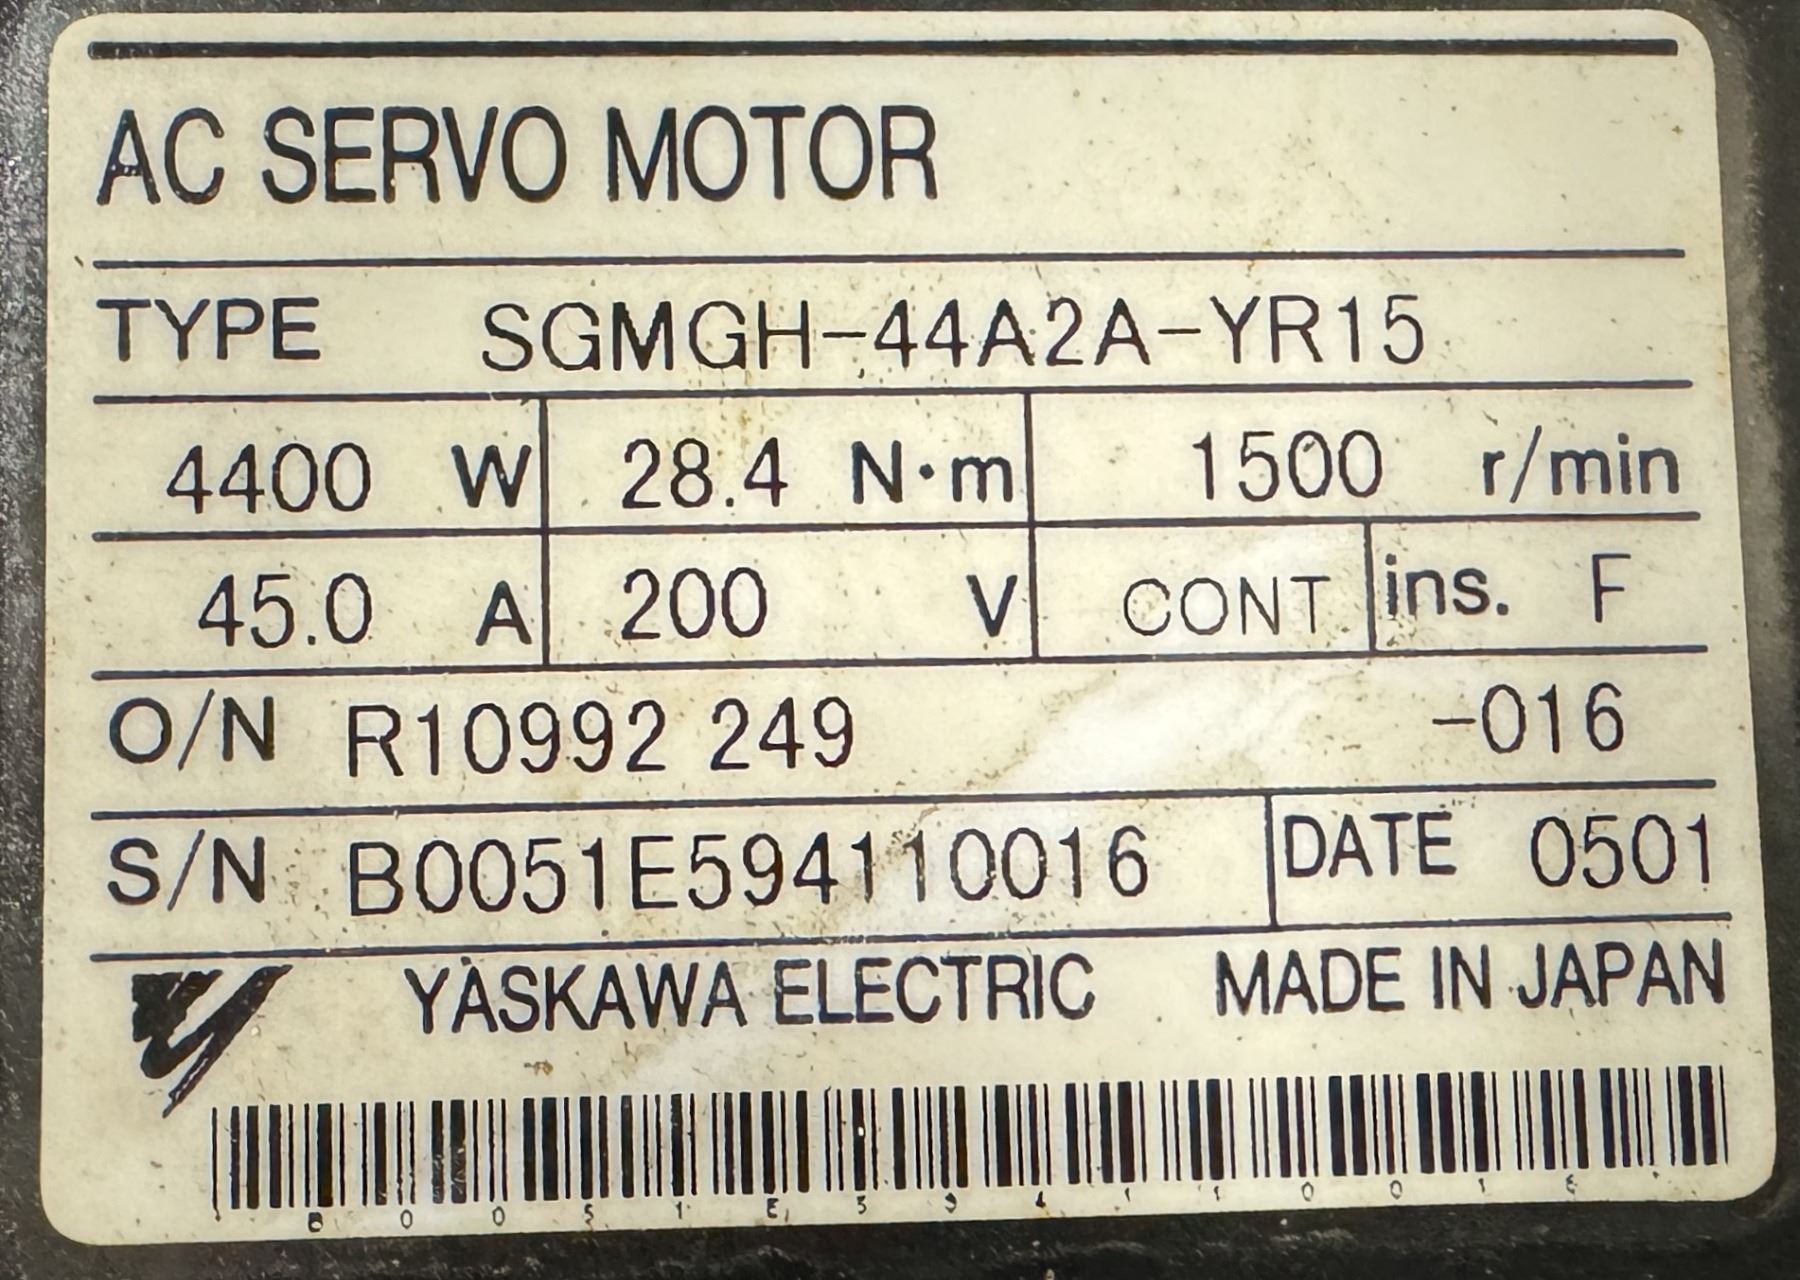 AC SERVO MOTOR
TYPE SGMGH-44A2A-YR15
4400 W 28.4 N·m 1500 r/min
45.0 A 200 V CONT. ins. F
O/N R10992 249 -016
S/N B0051E594110016 DATE 0501
YASKAWA ELECTRIC MADE IN JAPAN